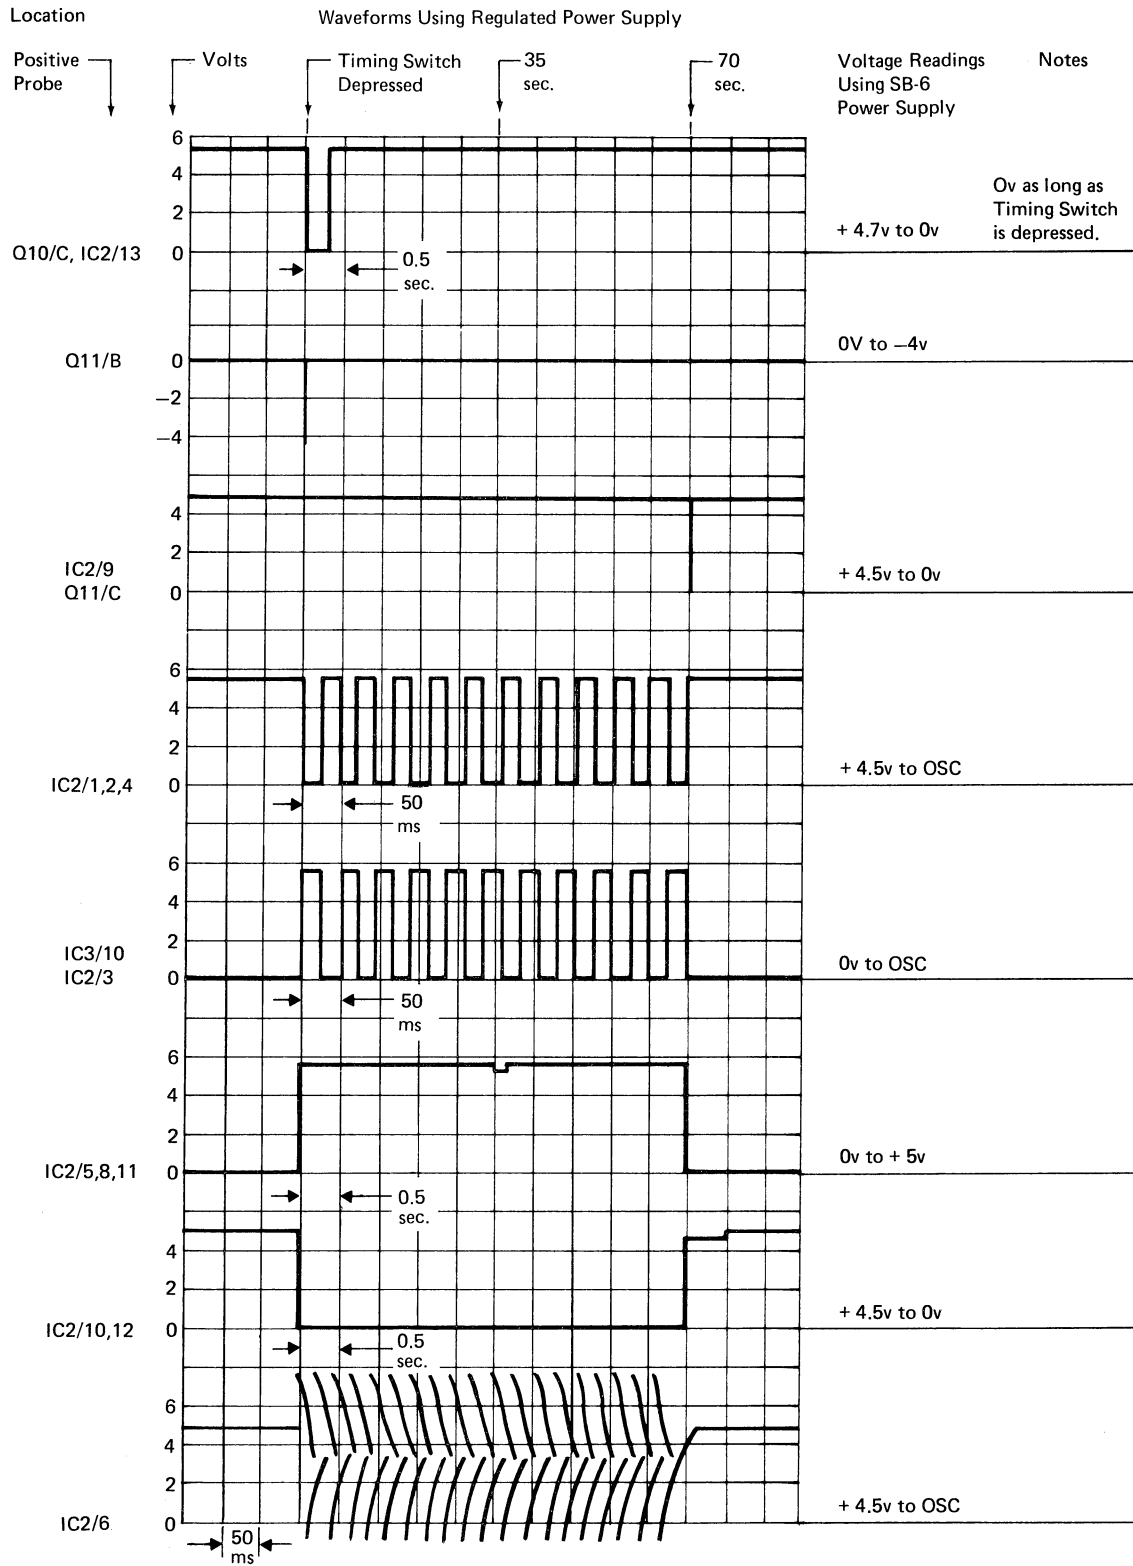 Location
Waveforms Using Regulated Power Supply
Positive
Probe
Volts
Timing Switch
Depressed
35
sec.
70
sec.
Voltage Readings
Using SB-6
Power Supply
Notes
6
4
2
0
Q10/C, IC2/13
0.5
sec.
+ 4.7v to 0v
0v as long as
Timing Switch
is depressed.
Q11/B
0
−2
−4
0V to −4v
4
2
0
IC2/9
Q11/C
+ 4.5v to 0v
6
4
2
0
IC2/1,2,4
50
ms
+ 4.5v to OSC
6
4
2
0
IC3/10
IC2/3
50
ms
0v to OSC
6
4
2
0
IC2/5,8,11
0.5
sec.
0v to + 5v
4
2
0
IC2/10,12
0.5
sec.
+ 4.5v to 0v
6
4
2
0
IC2/6
50
ms
+ 4.5v to OSC